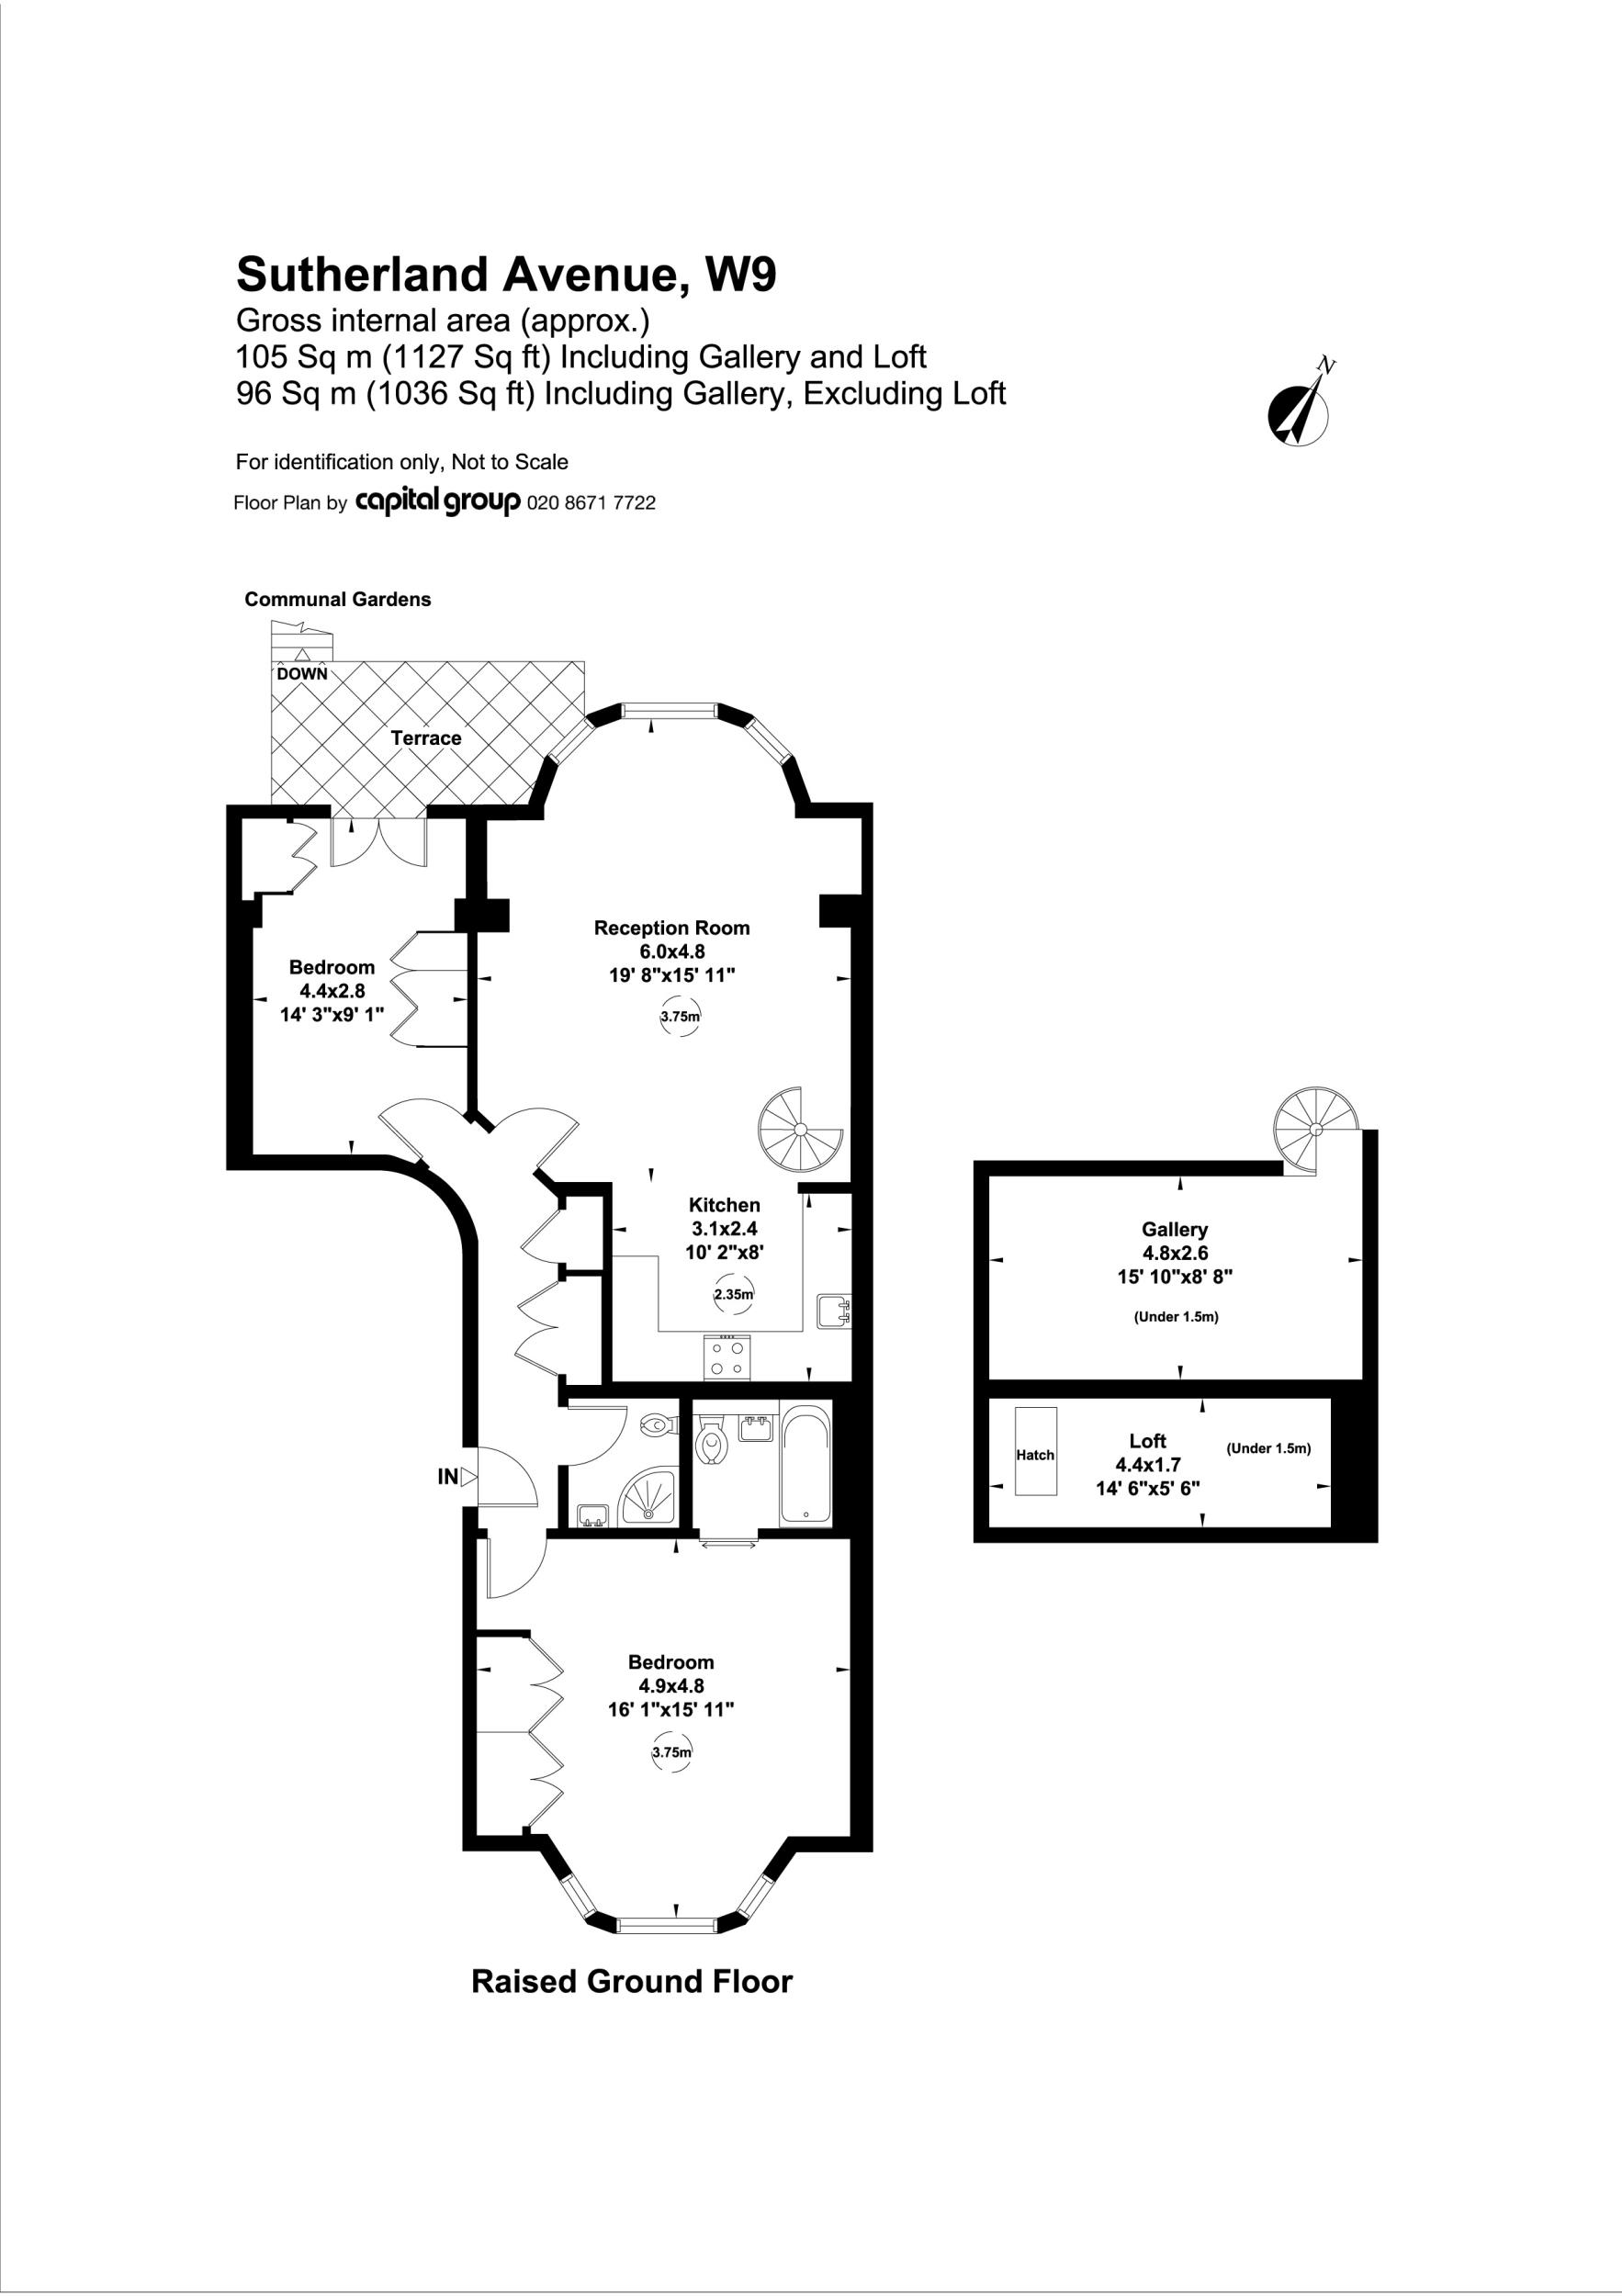 Sutherland Avenue, W9
Gross internal area (approx.)
105 Sq m (1127 Sq ft) Including Gallery and Loft
96 Sq m (1036 Sq ft) Including Gallery, Excluding Loft
N
For identification only, Not to Scale
Floor Plan by capital group 020 8671 7722
Communal Gardens
DOWN
Terrace
Reception Room
6.0x4.8
19' 8"x15' 11"
3.75m
Bedroom
4.4x2.8
14' 3"x9' 1"
Kitchen
3.1x2.4
10' 2"x8'
2.35m
Gallery
4.8x2.6
15' 10"x8' 8"
(Under 1.5m)
Hatch
Loft
4.4x1.7
14' 6"x5' 6"
(Under 1.5m)
IN
Bedroom
4.9x4.8
16' 1"x15' 11"
3.75m
Raised Ground Floor